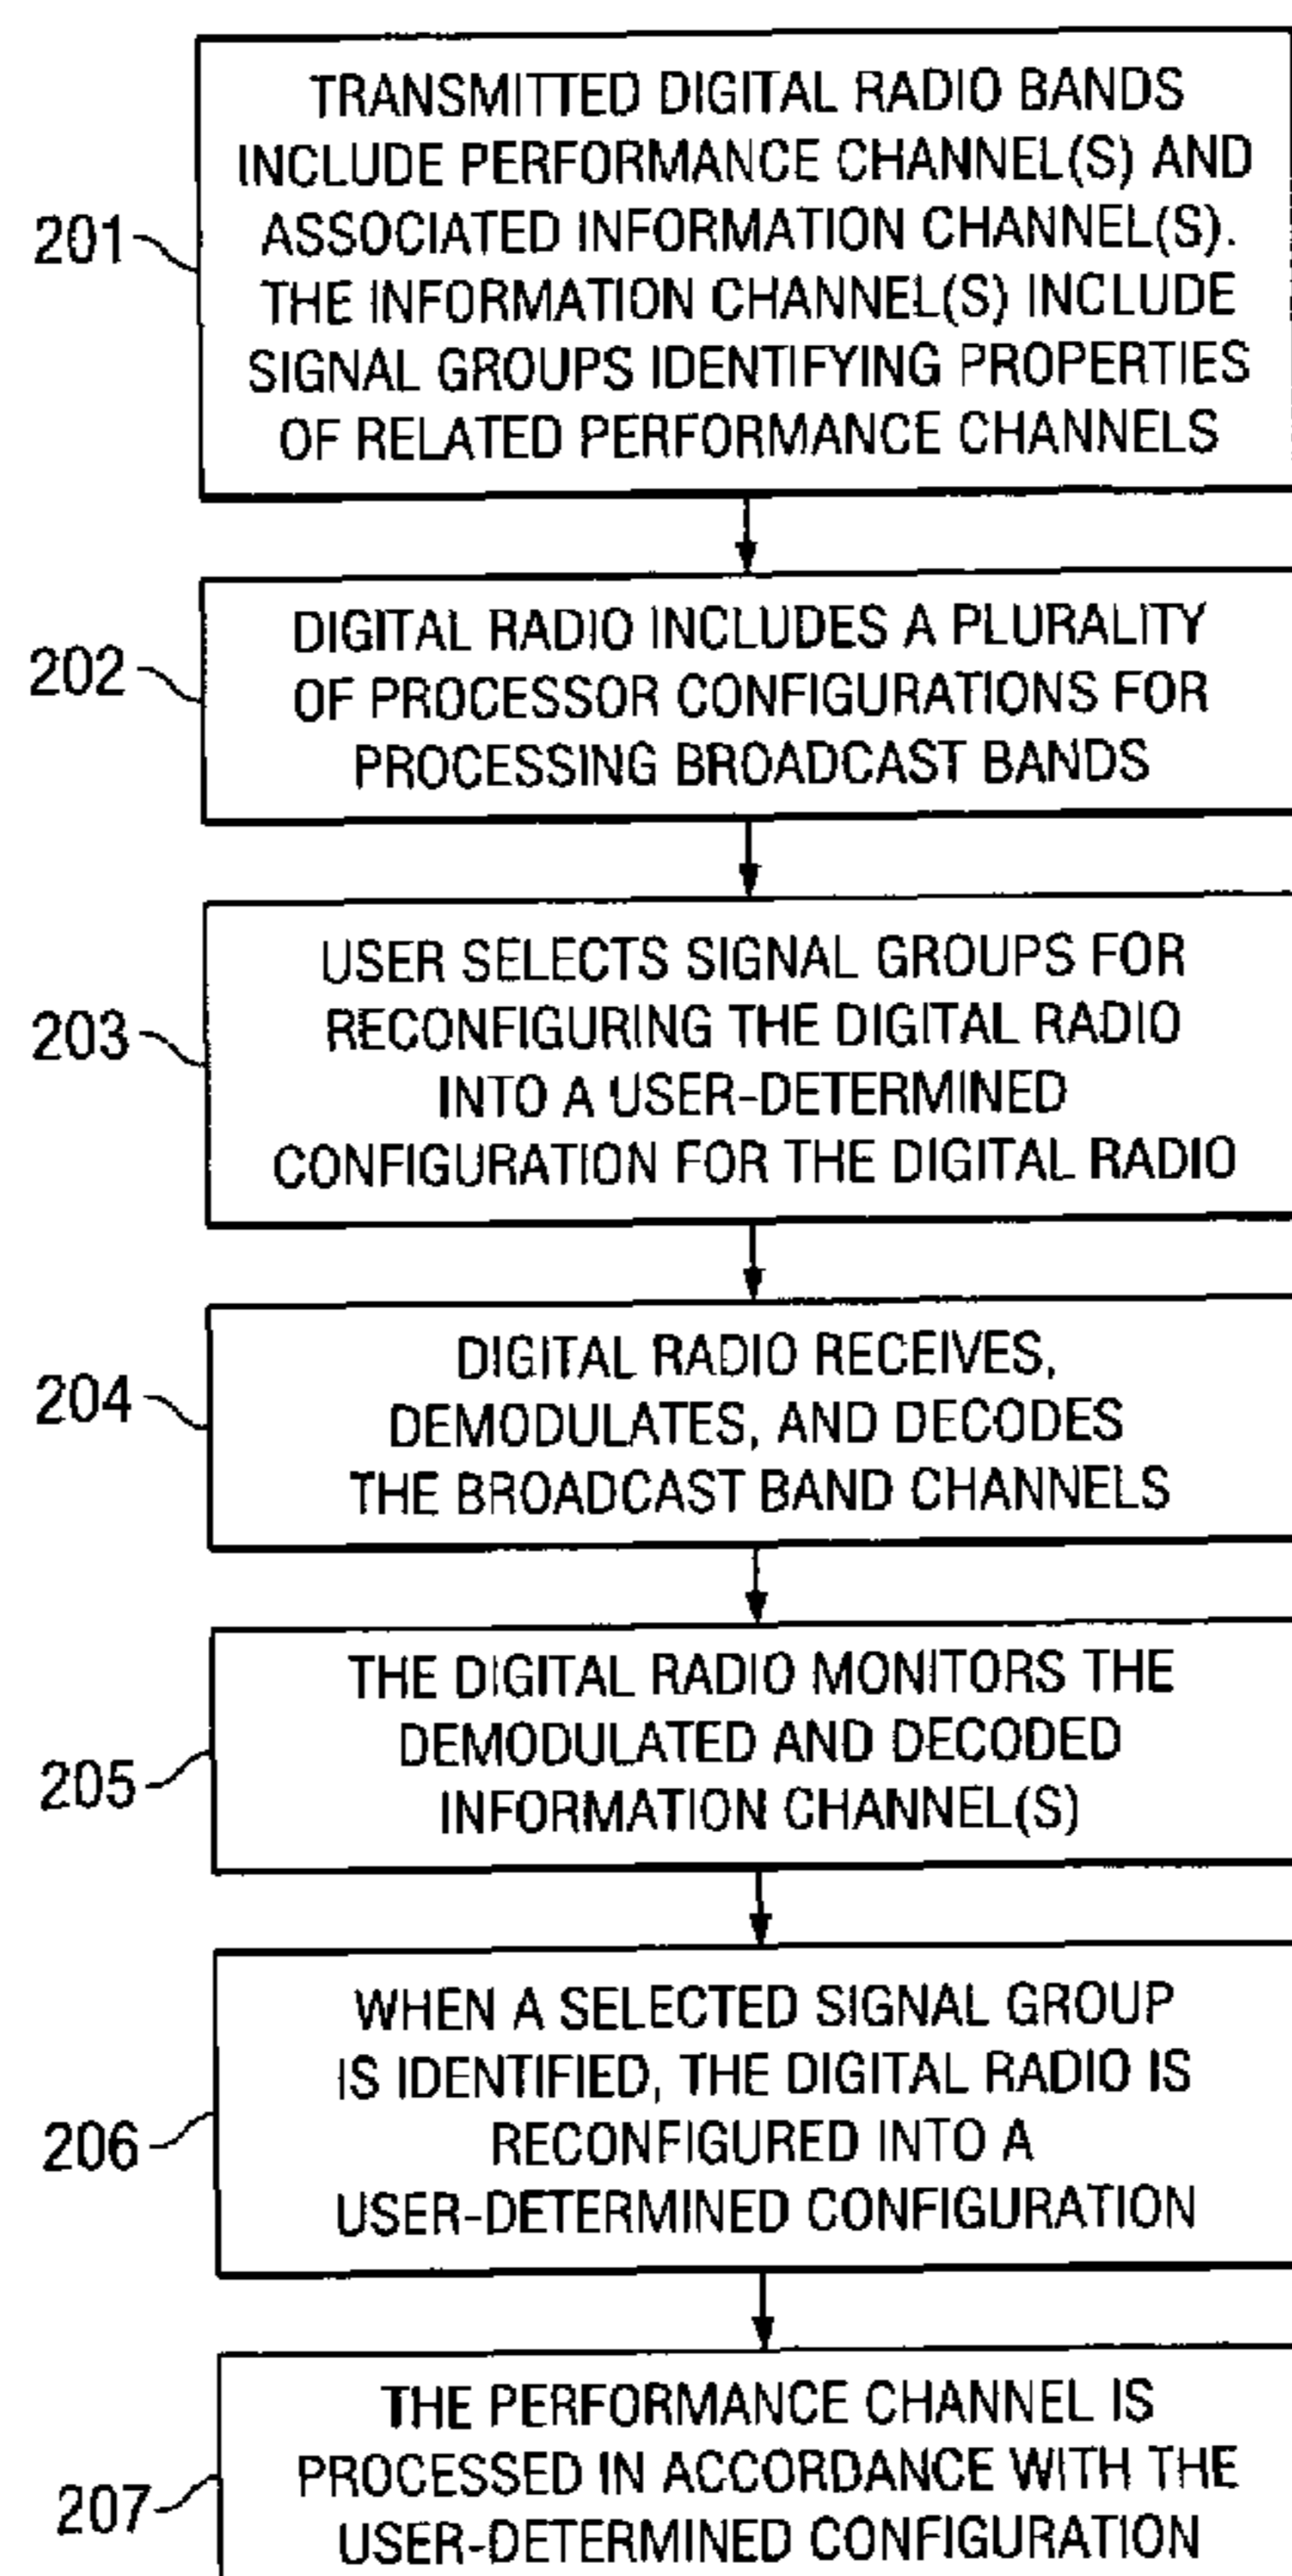 TRANSMITTED DIGITAL RADIO BANDS
INCLUDE PERFORMANCE CHANNEL(S) AND
ASSOCIATED INFORMATION CHANNEL(S).
THE INFORMATION CHANNEL(S) INCLUDE
SIGNAL GROUPS IDENTIFYING PROPERTIES
OF RELATED PERFORMANCE CHANNELS
201
DIGITAL RADIO INCLUDES A PLURALITY
OF PROCESSOR CONFIGURATIONS FOR
PROCESSING BROADCAST BANDS
202
USER SELECTS SIGNAL GROUPS FOR
RECONFIGURING THE DIGITAL RADIO
INTO A USER-DETERMINED
CONFIGURATION FOR THE DIGITAL RADIO
203
DIGITAL RADIO RECEIVES,
DEMODULATES, AND DECODES
THE BROADCAST BAND CHANNELS
204
THE DIGITAL RADIO MONITORS THE
DEMODULATED AND DECODED
INFORMATION CHANNEL(S)
205
WHEN A SELECTED SIGNAL GROUP
IS IDENTIFIED, THE DIGITAL RADIO IS
RECONFIGURED INTO A
USER-DETERMINED CONFIGURATION
206
THE PERFORMANCE CHANNEL IS
PROCESSED IN ACCORDANCE WITH THE
USER-DETERMINED CONFIGURATION
207